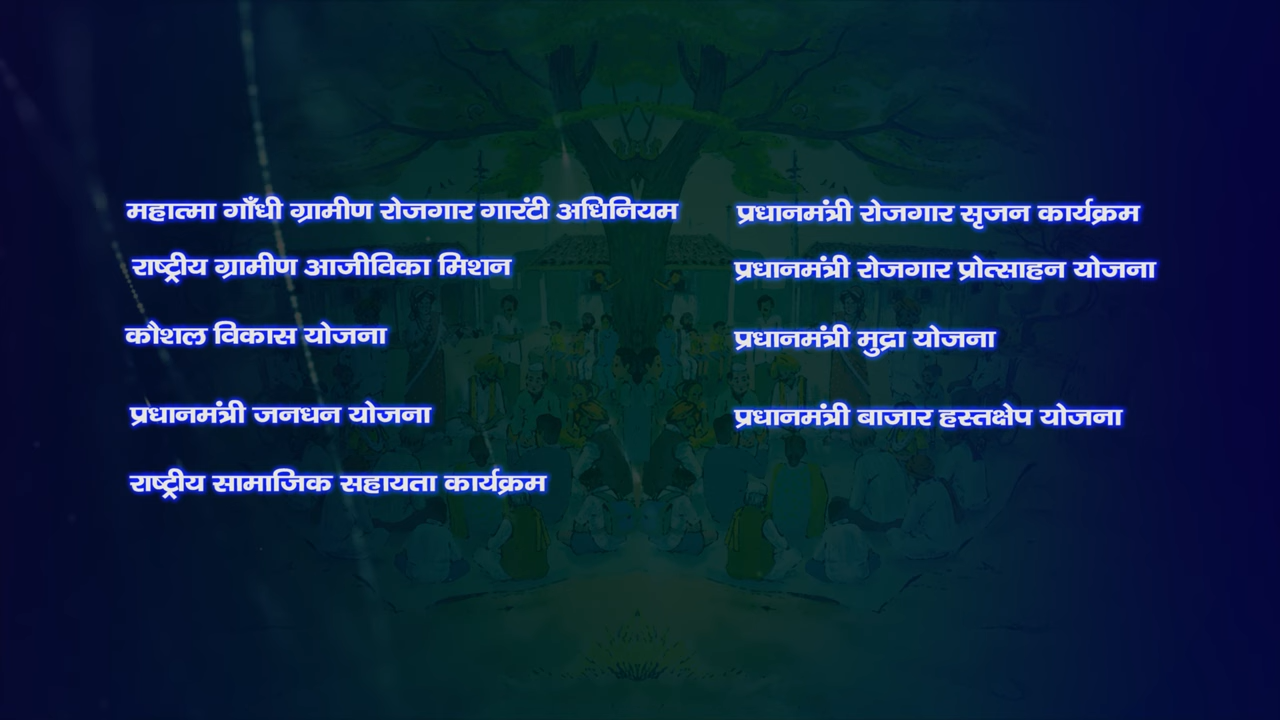 महात्मा गाँधी ग्रामीण रोजगार गारंटी अधिनियम
राष्ट्रीय ग्रामीण आजीविका मिशन
कौशल विकास योजना
प्रधानमंत्री जनधन योजना
राष्ट्रीय सामाजिक सहायता कार्यक्रम
प्रधानमंत्री रोजगार सृजन कार्यक्रम
प्रधानमंत्री रोजगार प्रोत्साहन योजना
प्रधानमंत्री मुद्रा योजना
प्रधानमंत्री बाजार हस्तक्षेप योजना